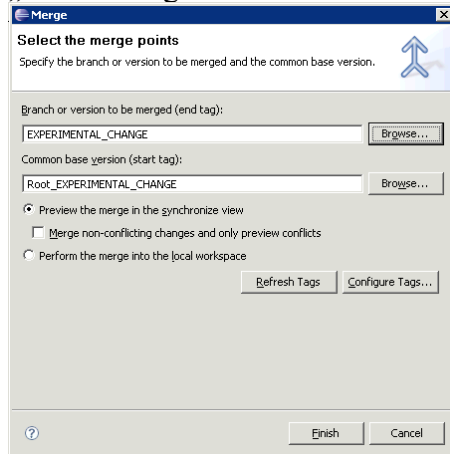 Merge
Select the merge points
Specify the branch or version to be merged and the common base version.
Branch or version to be merged (end tag):
EXPERIMENTAL_CHANGE
Browse...
Common base version (start tag):
Root_EXPERIMENTAL_CHANGE
Browse...
Preview the merge in the synchronize view
Merge non-conflicting changes and only preview conflicts
Perform the merge into the local workspace
Refresh Tags Configure Tags...
Finish Cancel